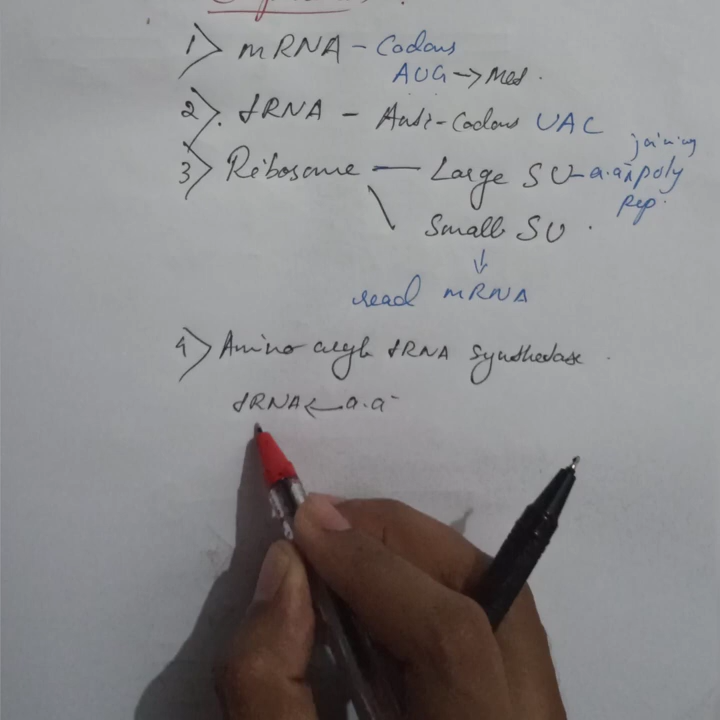 1) mRNA - Codons
AUG → Met.
2). tRNA - Anti-Codons UAC
joining
3) Ribosome — Large SU - a.a in poly
pep.
Small SU.
↓
read mRNA
4) Amino acyl tRNA Synthetase.
tRNA ← a.a